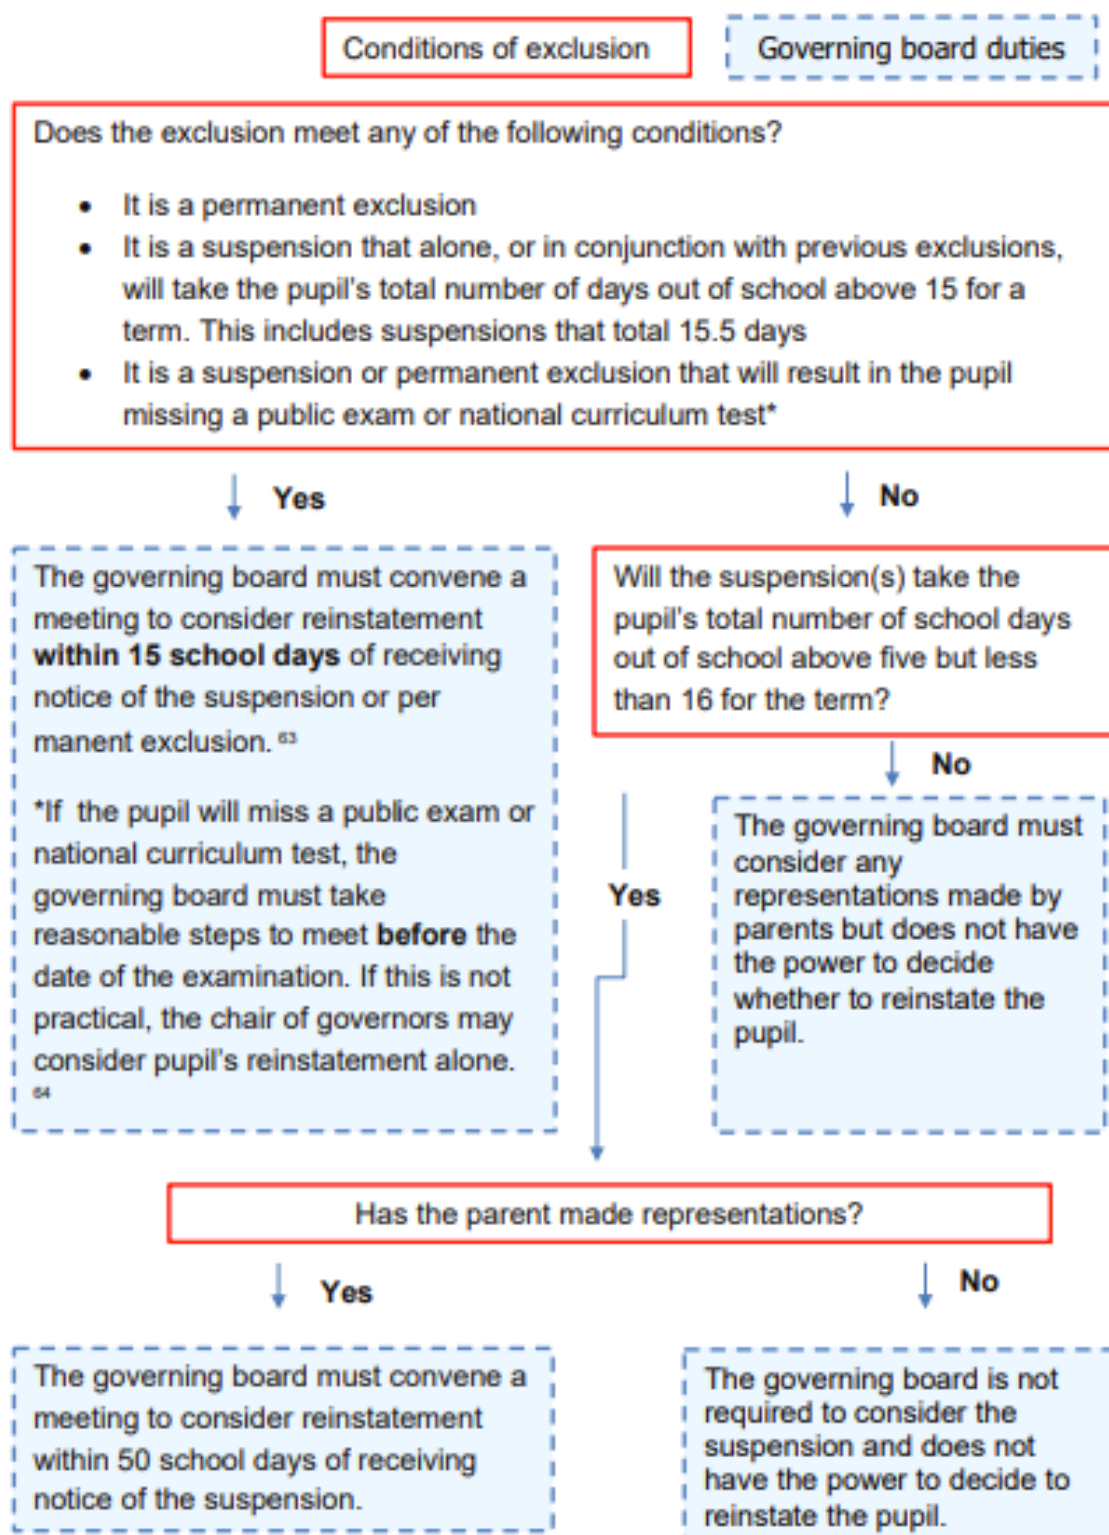 Conditions of exclusion
Governing board duties
Does the exclusion meet any of the following conditions?
• It is a permanent exclusion
• It is a suspension that alone, or in conjunction with previous exclusions,
will take the pupil's total number of days out of school above 15 for a
term. This includes suspensions that total 15.5 days
• It is a suspension or permanent exclusion that will result in the pupil
missing a public exam or national curriculum test*
Yes
No
The governing board must convene a
meeting to consider reinstatement
within 15 school days of receiving
notice of the suspension or per
manent exclusion. 63
*If the pupil will miss a public exam or
national curriculum test, the
governing board must take
reasonable steps to meet before the
date of the examination. If this is not
practical, the chair of governors may
consider pupil's reinstatement alone.
64
Will the suspension(s) take the
pupil's total number of school days
out of school above five but less
than 16 for the term?
No
Yes
The governing board must
consider any
representations made by
parents but does not have
the power to decide
whether to reinstate the
pupil.
Has the parent made representations?
Yes
No
The governing board must convene a
meeting to consider reinstatement
within 50 school days of receiving
notice of the suspension.
The governing board is not
required to consider the
suspension and does not
have the power to decide to
reinstate the pupil.